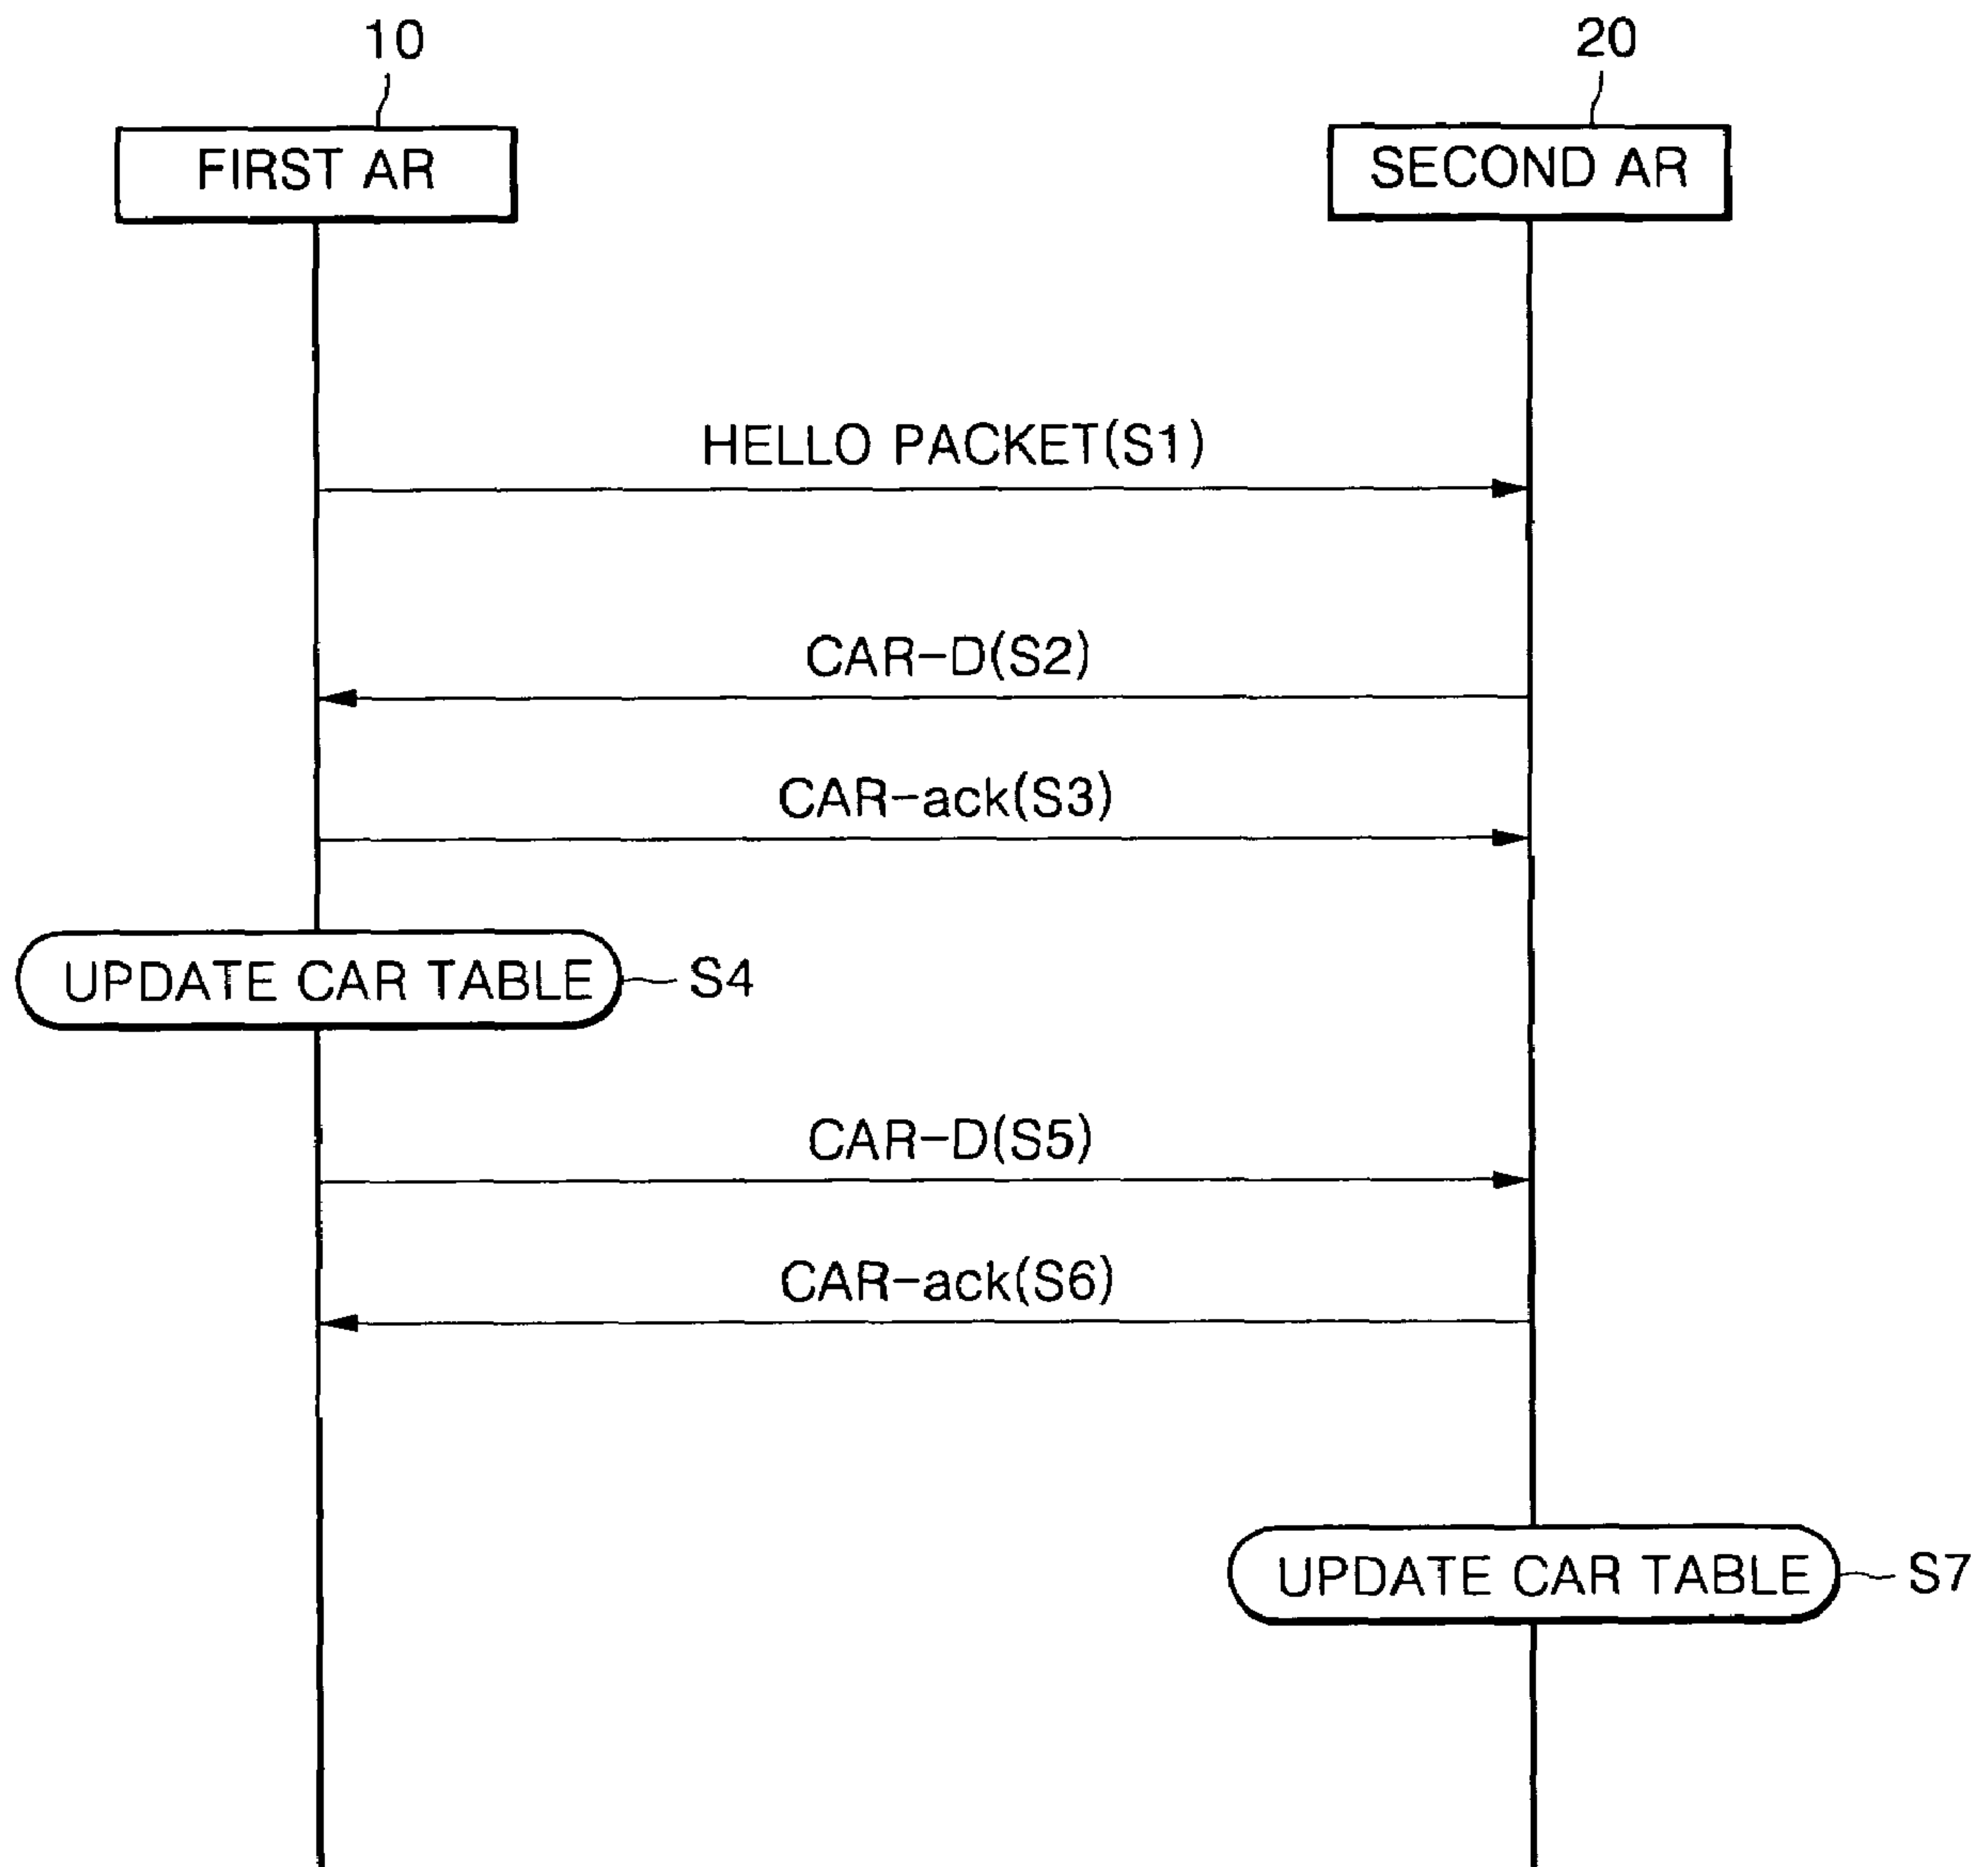 10
20
FIRST AR
SECOND AR
HELLO PACKET(S1)
CAR-D(S2)
CAR-ack(S3)
UPDATE CAR TABLE
S4
CAR-D(S5)
CAR-ack(S6)
UPDATE CAR TABLE
S7